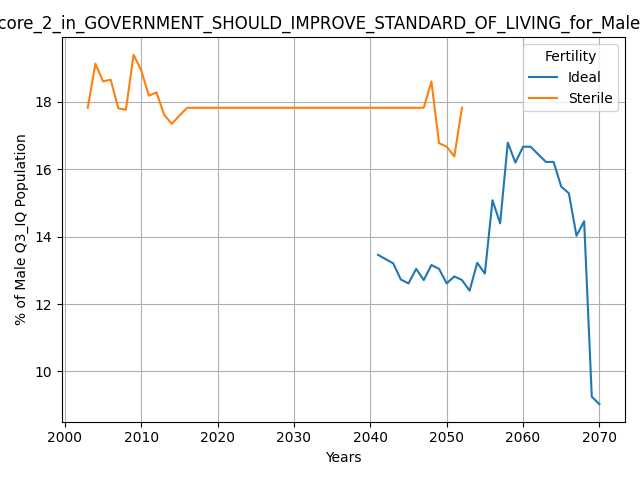 core_2_in_GOVERNMENT_SHOULD_IMPROVE_STANDARD_OF_LIVING_for_Male
Fertility
Ideal
Sterile
% of Male Q3_IQ Population
18
16
14
12
10
2000 2010 2020 2030 2040 2050 2060 2070
Years